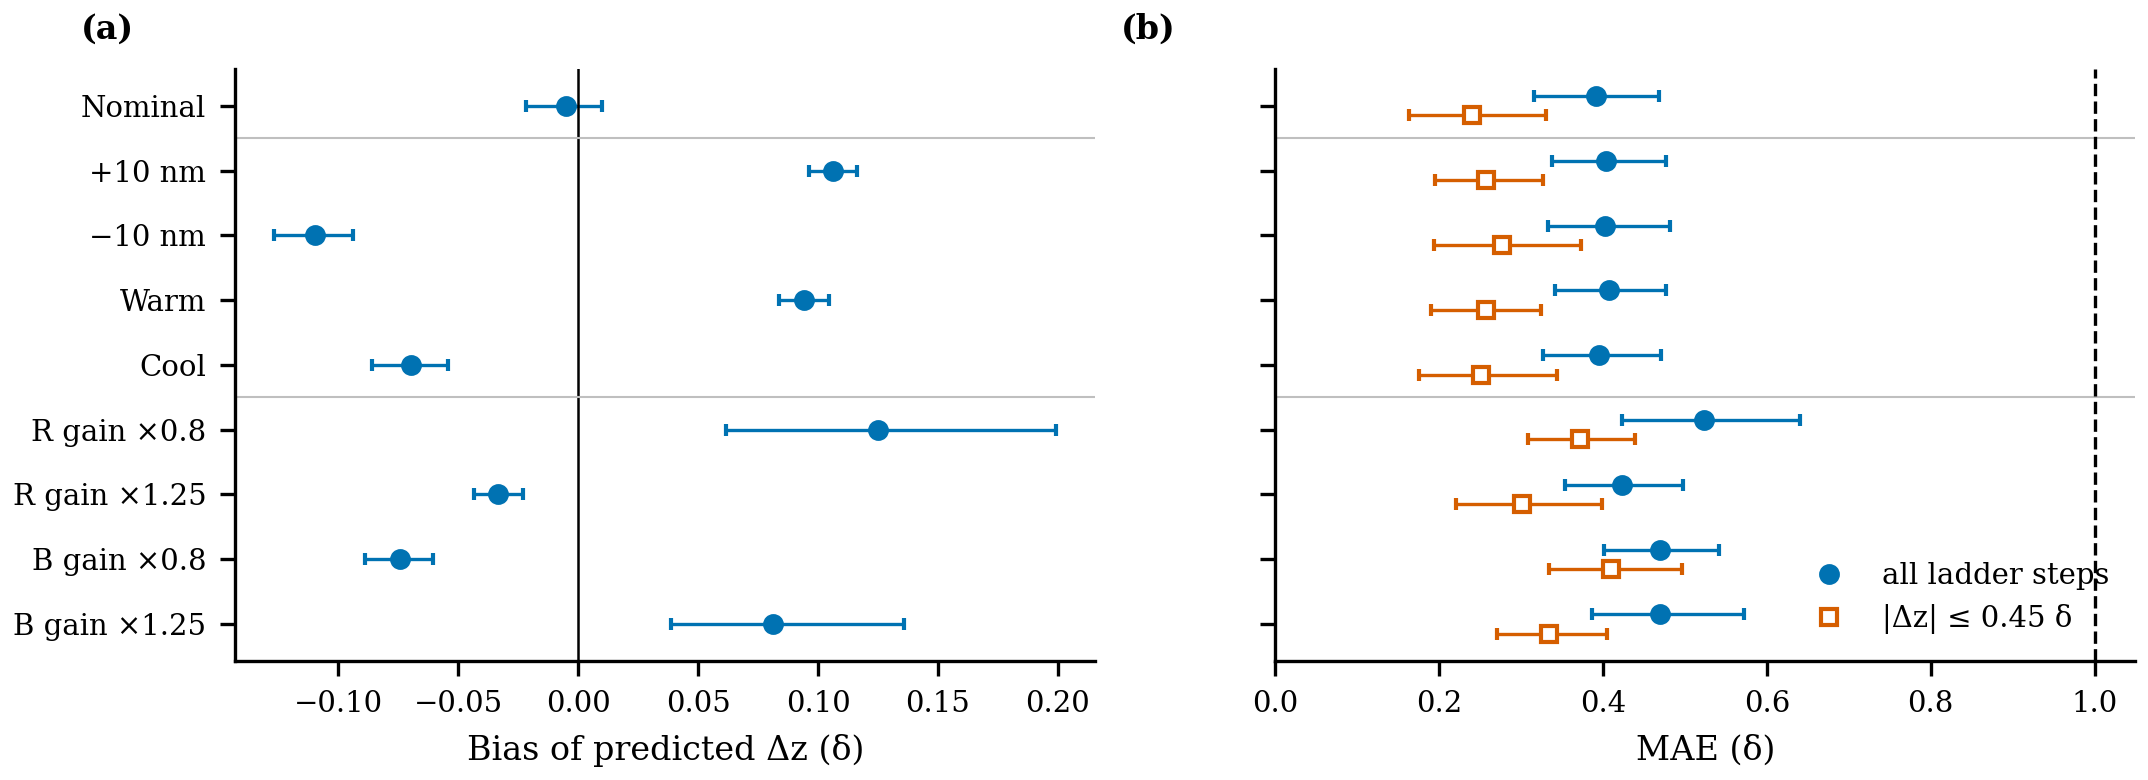 (a)
Nominal
+10 nm
−10 nm
Warm
Cool
R gain ×0.8
R gain ×1.25
B gain ×0.8
B gain ×1.25
−0.10 −0.05 0.00 0.05 0.10 0.15 0.20
Bias of predicted Δz (δ)
(b)
all ladder steps
|Δz| ≤ 0.45 δ
0.0 0.2 0.4 0.6 0.8 1.0
MAE (δ)